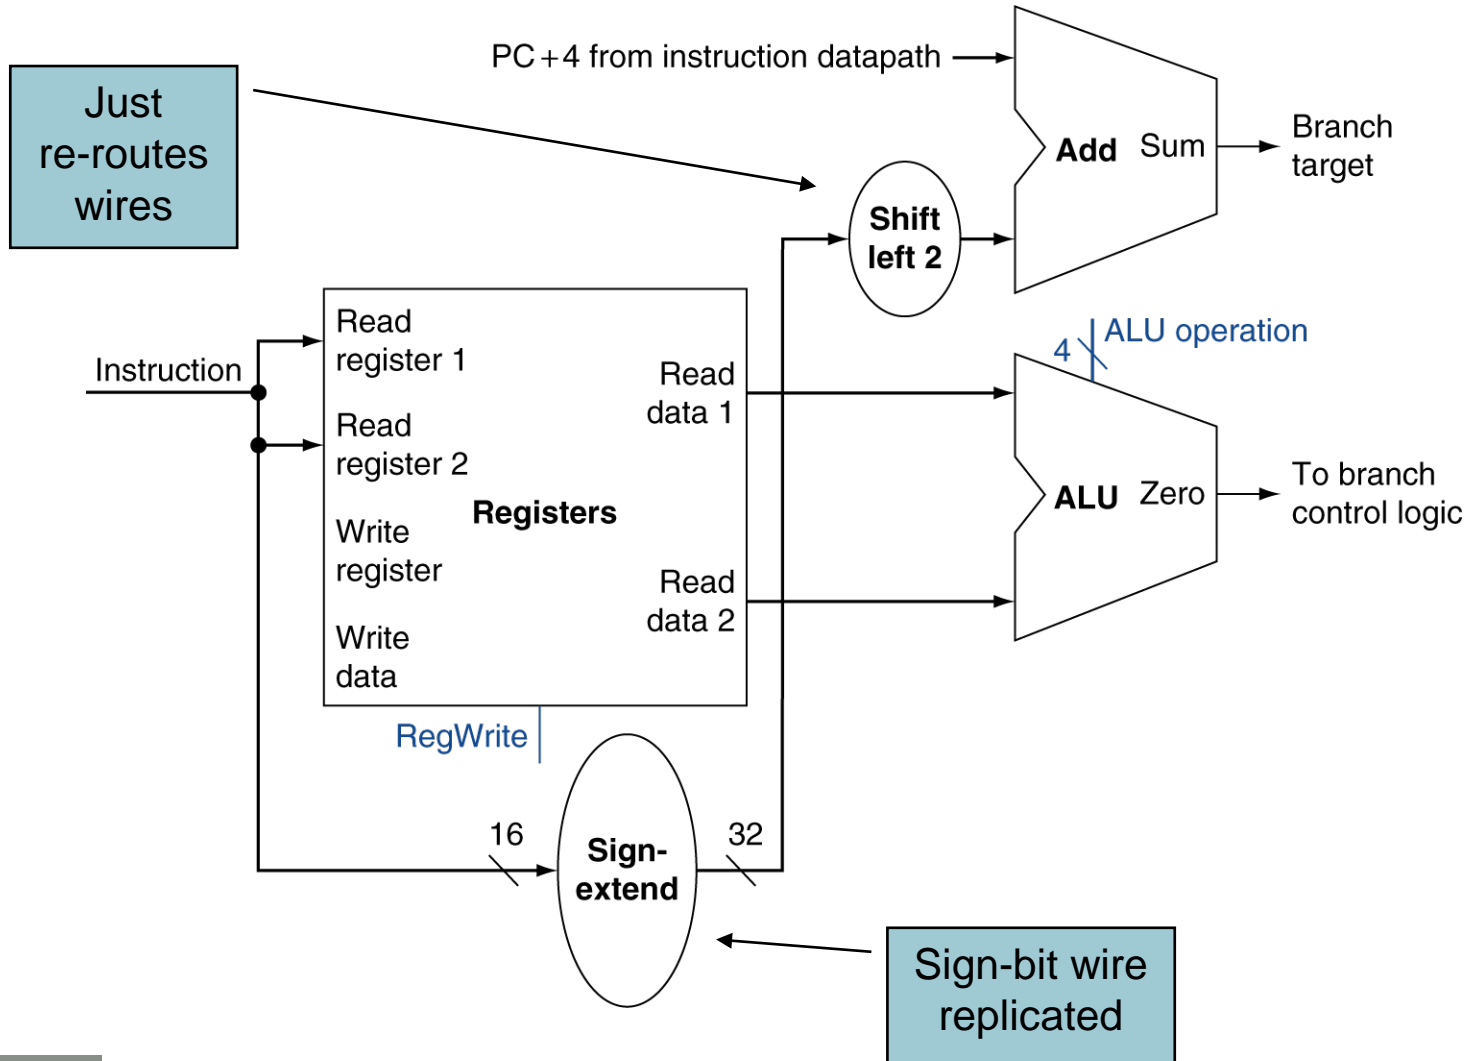 PC+4 from instruction datapath
Just
re-routes
wires
Add Sum
Branch
target
Shift
left 2
Instruction
Read
register 1
Read
data 1
Read
register 2
Registers
Write
register
Read
data 2
Write
data
4
ALU operation
ALU Zero
To branch
control logic
RegWrite
16
Sign-
extend
32
Sign-bit wire
replicated